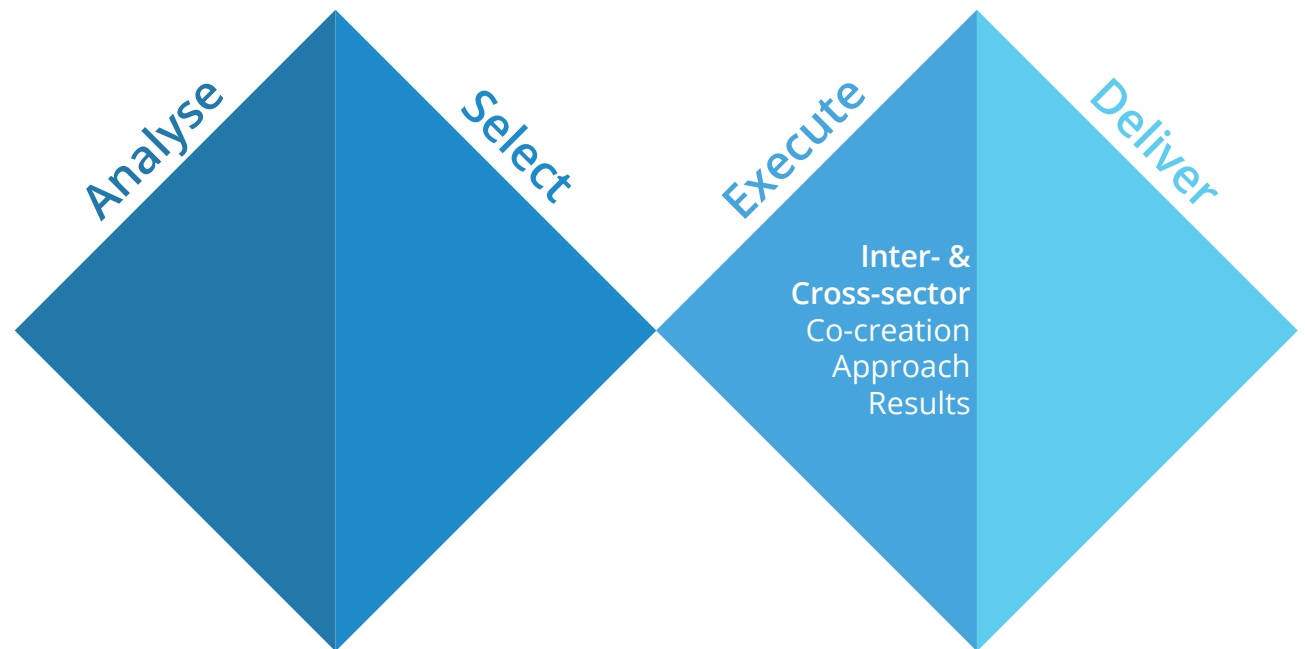 Analyse
Select
Execute
Deliver
Inter- &
Cross-sector
Co-creation
Approach
Results